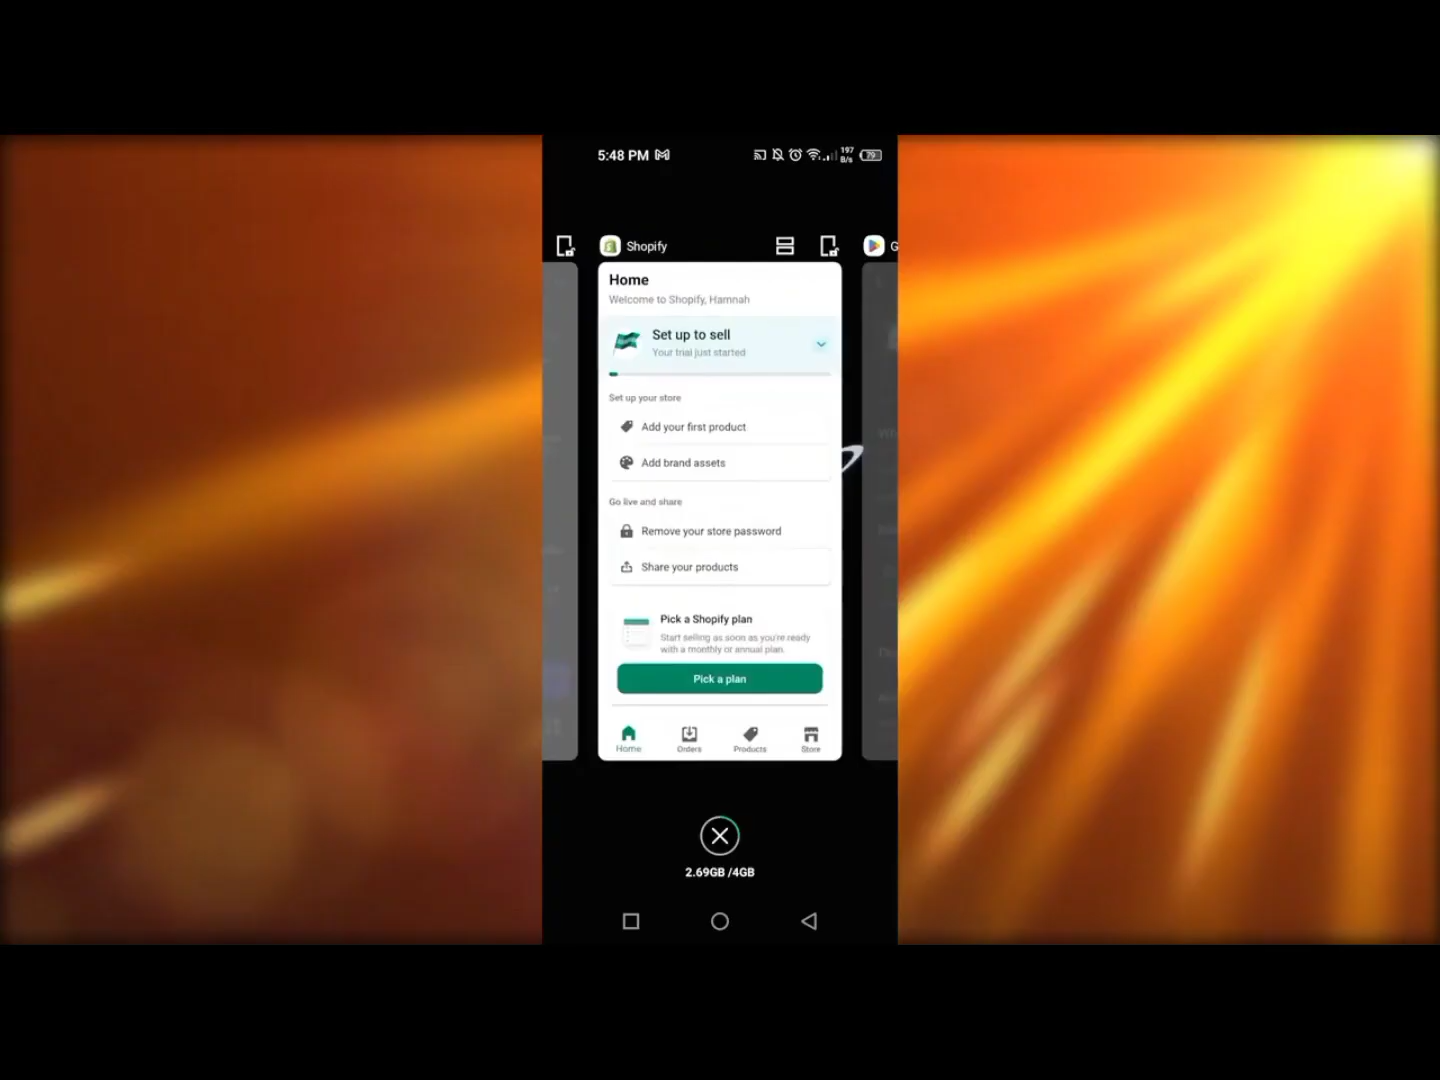 5:48 PM
197
B/s
79
Shopify
G
Home
Welcome to Shopify, Hamnah
Set up to sell
Your trial just started
Set up your store
Add your first product
Add brand assets
Go live and share
Remove your store password
Share your products
Pick a Shopify plan
Start selling as soon as you're ready
with a monthly or annual plan.
Pick a plan
Home
Orders
Products
Store
2.69GB /4GB